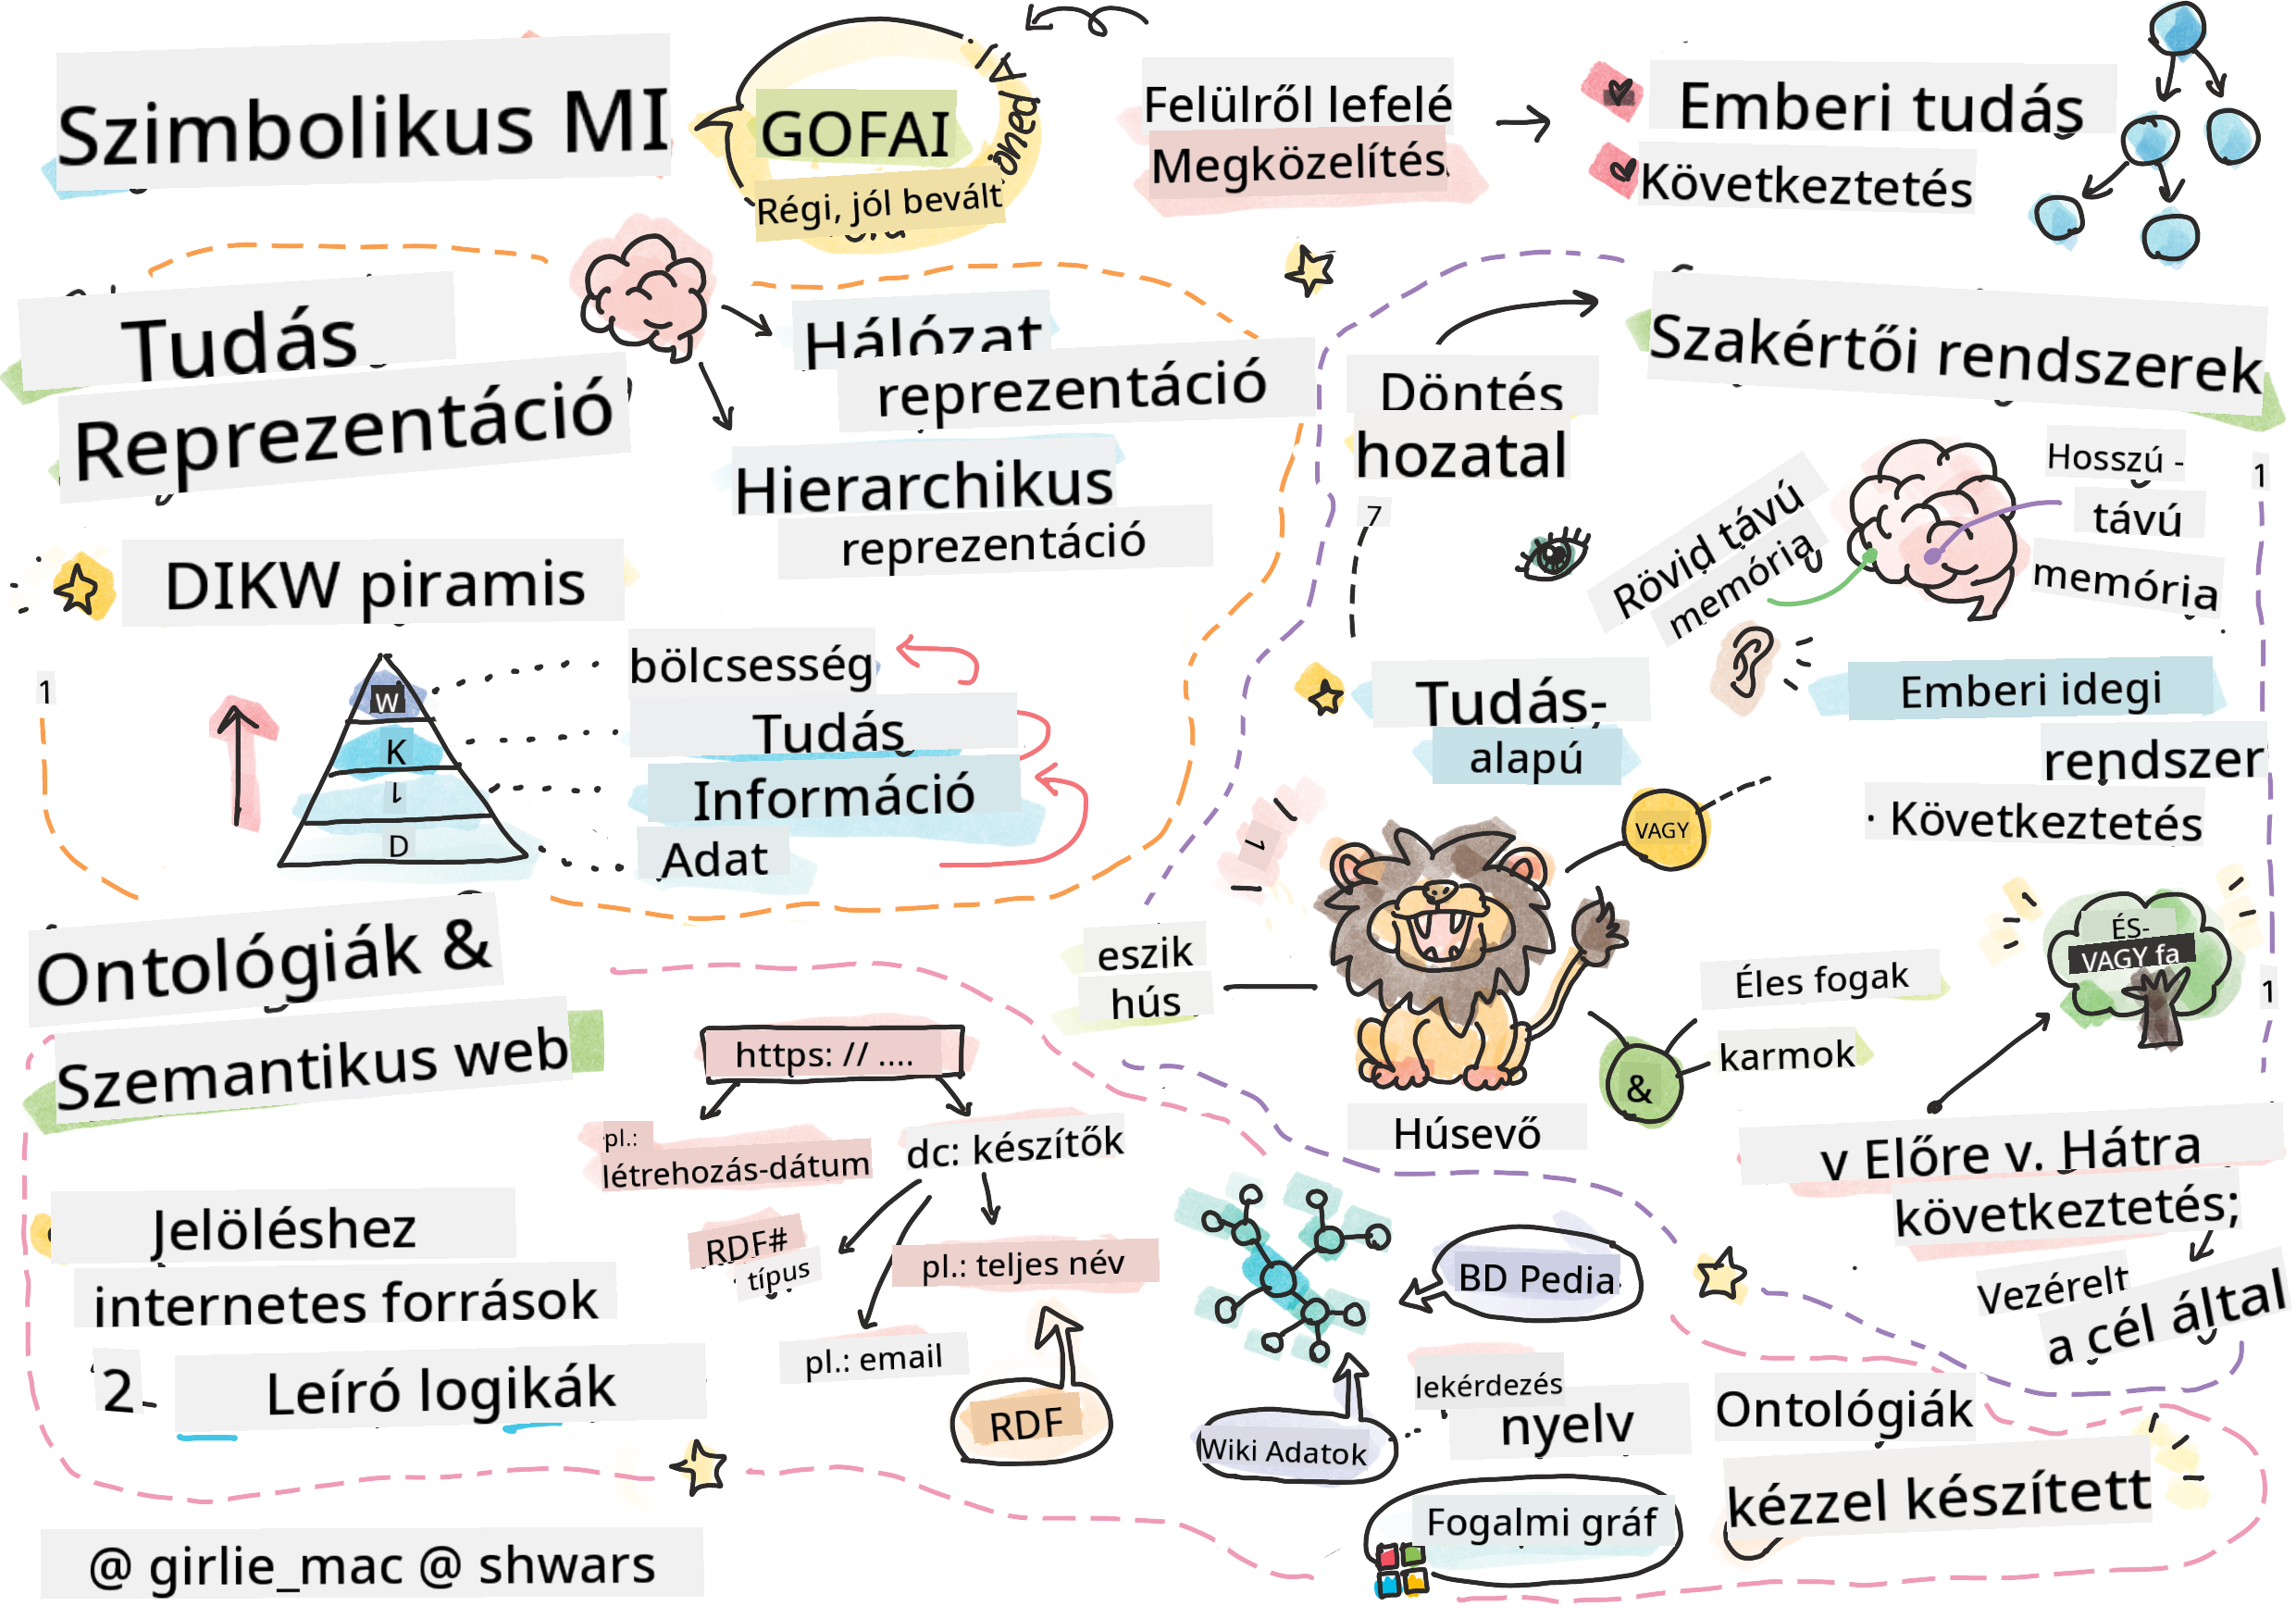 Szimbolikus MI
GOFAI
Régi, jól bevált
Felülről lefelé
Megközelítés
Emberi tudás
Következtetés
Tudás
Reprezentáció
Hálózat
reprezentáció
Hierarchikus
reprezentáció
DIKW piramis
W
K
D
bölcsesség
Tudás
Információ
Adat
Szakértői rendszerek
Döntés
hozatal
Rövid távú
memória
Hosszú -
távú
memória
Tudás-
alapú
Emberi idegi
rendszer
· Következtetés
VAGY
eszik
hús
Éles fogak
karmok
&
Húsevő
ÉS-
VAGY fa
v Előre v. Hátra
következtetés;
Vezérelt
a cél által
Ontológiák &
Szemantikus web
Jelöléshez
internetes források
2
Leíró logikák
https: // ....
pl.:
létrehozás-dátum
dc: készítők
RDF#
típus
pl.: teljes név
pl.: email
RDF
BD Pedia
Wiki Adatok
lekérdezés
nyelv
Fogalmi gráf
Ontológiák
kézzel készített
@ girlie_mac @ shwars